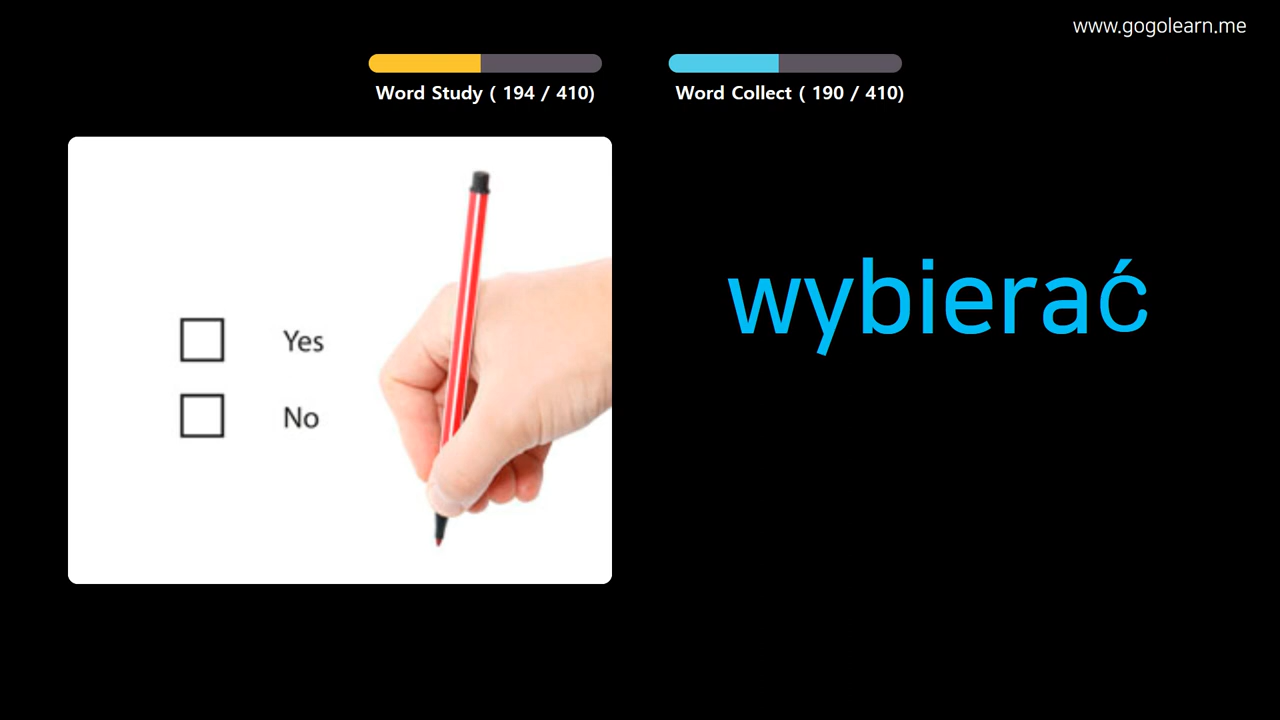 www.gogolearn.me
Word Study ( 194 / 410)
Word Collect ( 190 / 410)
wybierać
Yes
No